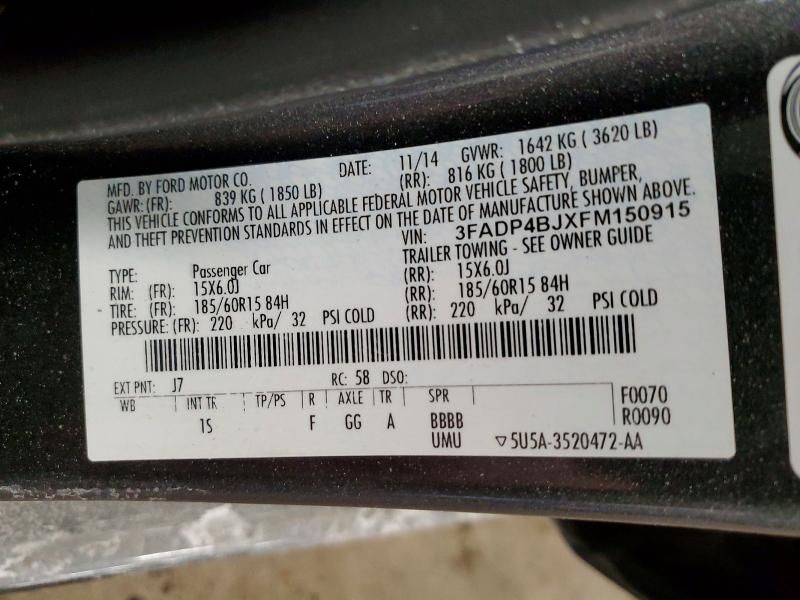 MFD. BY FORD MOTOR CO. DATE: 11/14 GVWR: 1642 KG ( 3620 LB)
GAWR: (FR): 839 KG ( 1850 LB) (RR): 816 KG ( 1800 LB)
THIS VEHICLE CONFORMS TO ALL APPLICABLE FEDERAL MOTOR VEHICLE SAFETY, BUMPER,
AND THEFT PREVENTION STANDARDS IN EFFECT ON THE DATE OF MANUFACTURE SHOWN ABOVE.
VIN: 3FADP4BJXFM150915
TRAILER TOWING - SEE OWNER GUIDE
TYPE: Passenger Car
RIM: (FR): 15X6.0J (RR): 15X6.0J
TIRE: (FR): 185/60R15 84H (RR): 185/60R15 84H
PRESSURE: (FR): 220 kPa/ 32 PSI COLD (RR): 220 kPa/ 32 PSI COLD
EXT PNT: J7 RC: 58 DSO:
WB INT TR TP/PS R AXLE TR SPR F0070
1S F GG A BBBB R0090
UMU ▽5U5A-3520472-AA